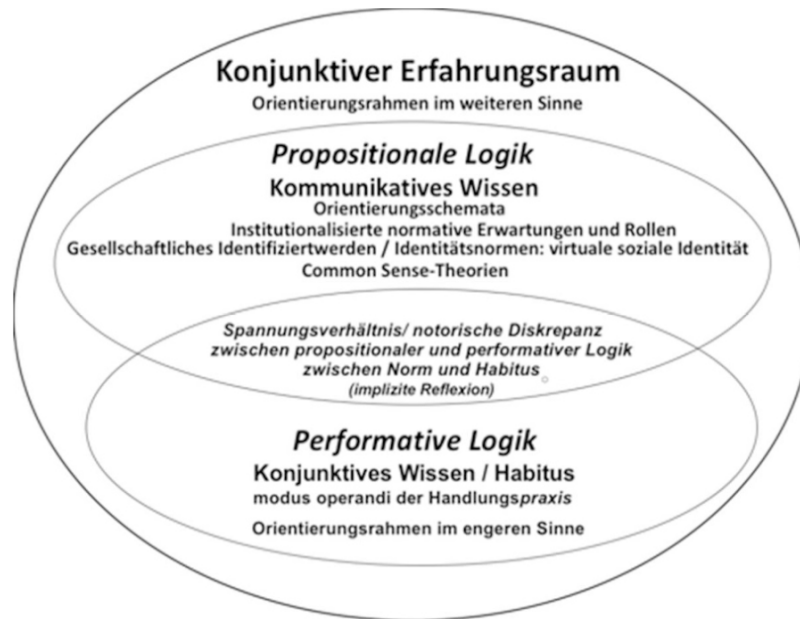 Konjunktiver Erfahrungsraum
Orientierungsrahmen im weiteren Sinne
Propositionale Logik
Kommunikatives Wissen
Orientierungsschemata
Institutionalisierte normative Erwartungen und Rollen
Gesellschaftliches Identifiziertwerden / Identitätsnormen: virtuale soziale Identität
Common Sense-Theorien
Spannungsverhältnis/ notorische Diskrepanz
zwischen propositionaler und performativer Logik
zwischen Norm und Habitus
(implizite Reflexion)
Performative Logik
Konjunktives Wissen / Habitus
modus operandi der Handlungspraxis
Orientierungsrahmen im engeren Sinne